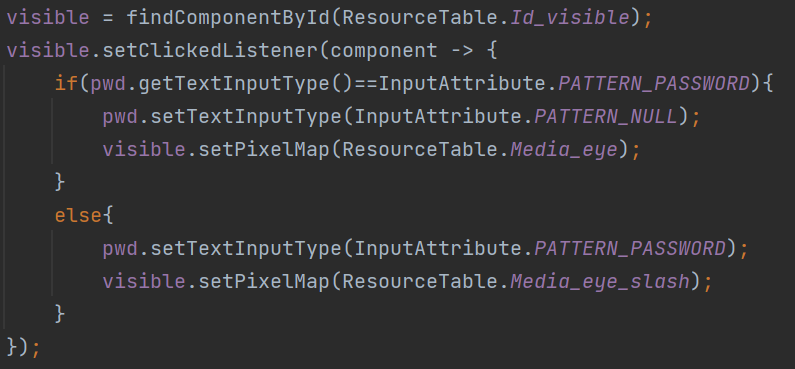 visible = findComponentById(ResourceTable.Id_visible);
visible.setClickedListener(component -> {
    if(pwd.getTextInputType()==InputAttribute.PATTERN_PASSWORD){
        pwd.setTextInputType(InputAttribute.PATTERN_NULL);
        visible.setPixelMap(ResourceTable.Media_eye);
    }
    else{
        pwd.setTextInputType(InputAttribute.PATTERN_PASSWORD);
        visible.setPixelMap(ResourceTable.Media_eye_slash);
    }
});